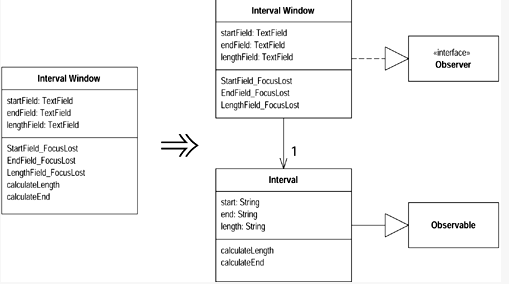 Interval Window
startField: TextField
endField: TextField
lengthField: TextField
StartField_FocusLost
EndField_FocusLost
LengthField_FocusLost
calculateLength
calculateEnd
Interval Window
startField: TextField
endField: TextField
lengthField: TextField
StartField_FocusLost
EndField_FocusLost
LengthField_FocusLost
«interface»
Observer
1
Interval
start: String
end: String
length: String
calculateLength
calculateEnd
Observable